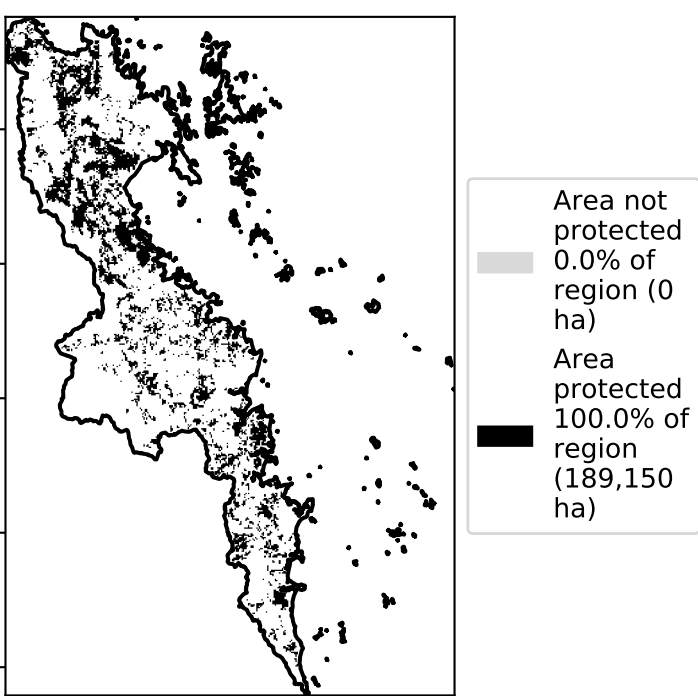 Area not
protected
0.0% of
region (0
ha)
Area
protected
100.0% of
region
(189,150
ha)